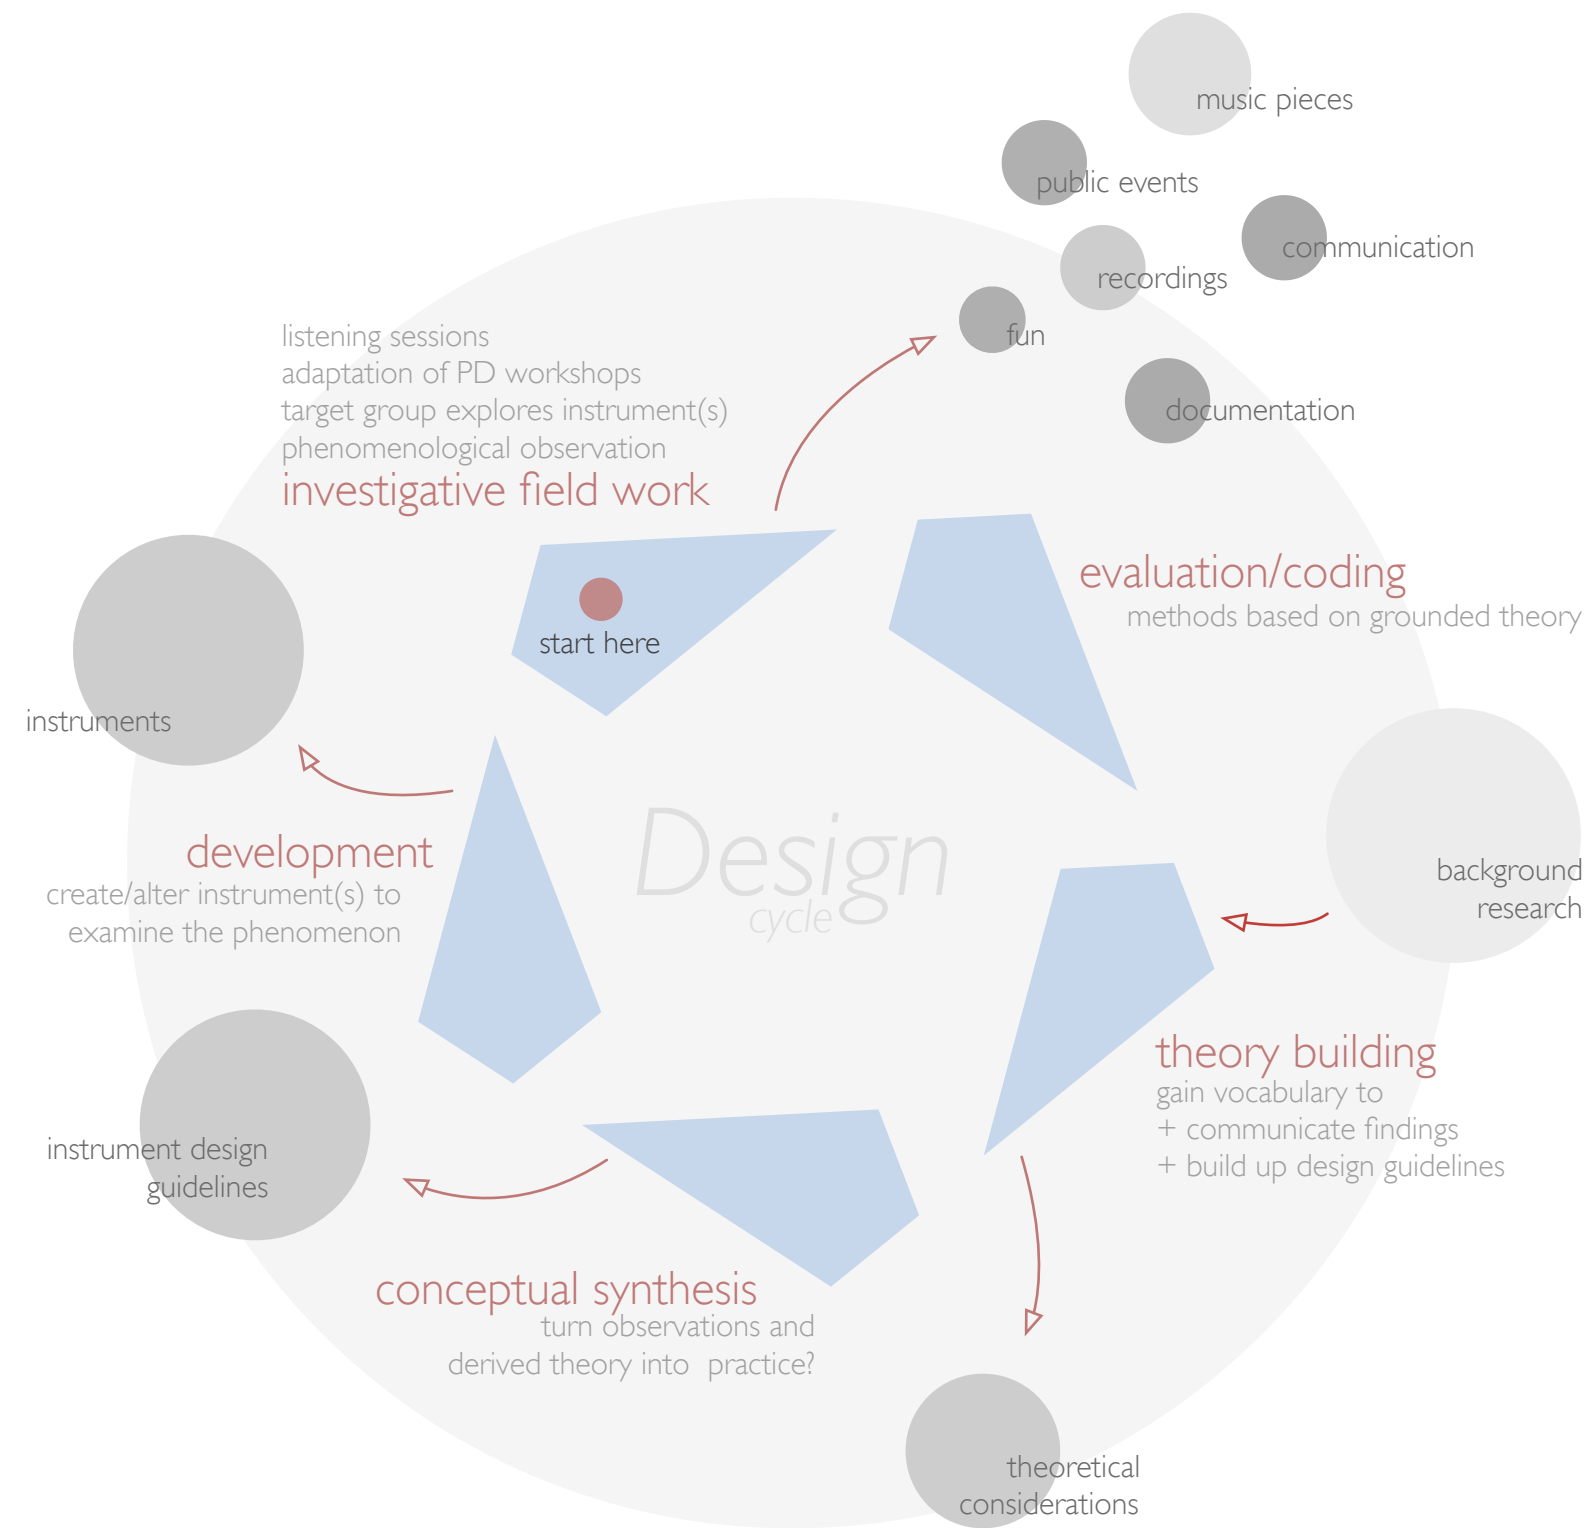 music pieces
public events
communication
recordings
fun
documentation
listening sessions
adaptation of PD workshops
target group explores instrument(s)
phenomenological observation
investigative field work
start here
evaluation/coding
methods based on grounded theory
instruments
development
create/alter instrument(s) to
examine the phenomenon
Design
cycle
background
research
theory building
gain vocabulary to
+ communicate findings
+ build up design guidelines
instrument design
guidelines
conceptual synthesis
turn observations and
derived theory into practice?
theoretical
considerations